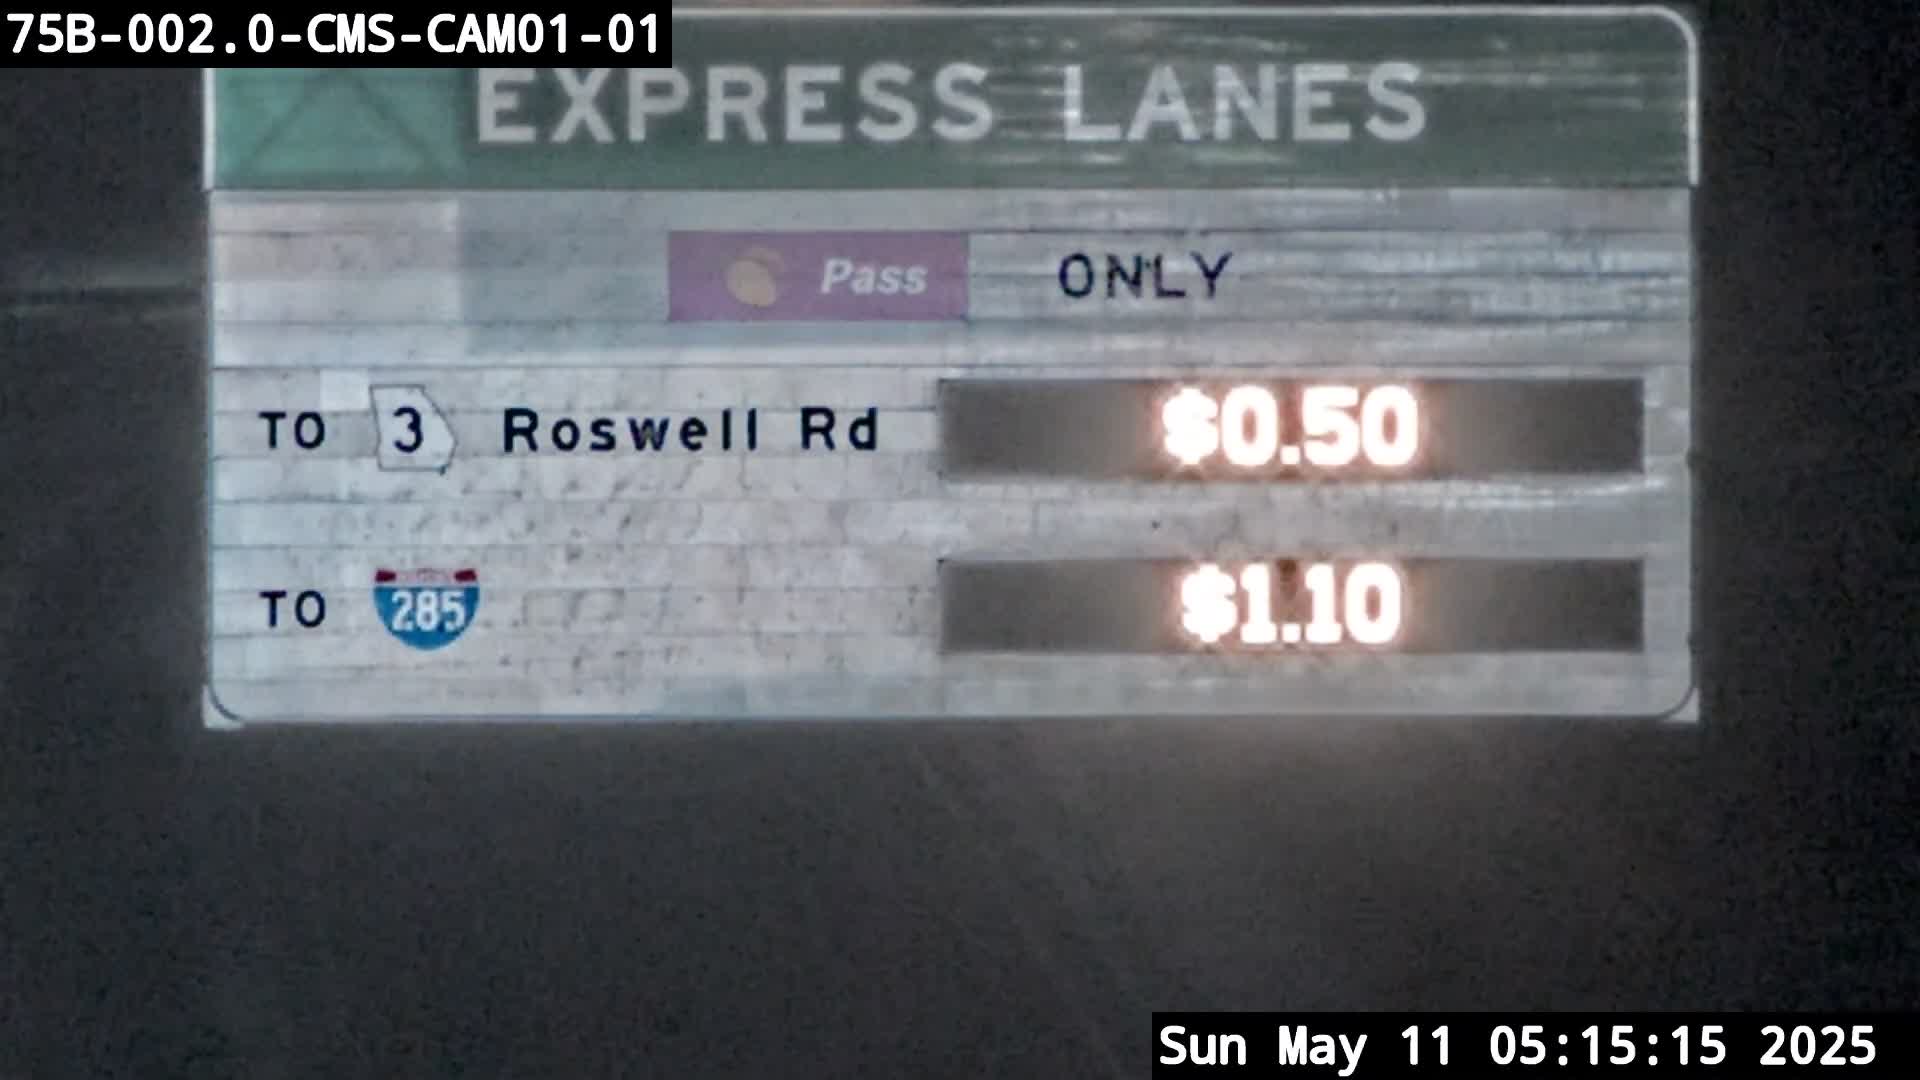 75B-002.0-CMS-CAM01-01
EXPRESS LANES
Pass ONLY
TO 3 Roswell Rd $0.50
TO 285 $1.10
Sun May 11 05:15:15 2025